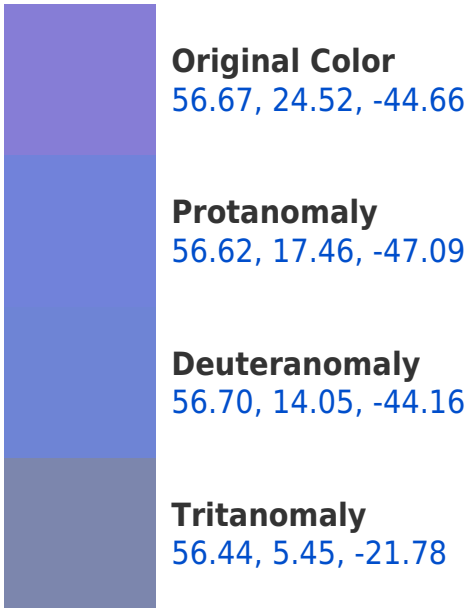 Original Color
56.67, 24.52, -44.66
Protanomaly
56.62, 17.46, -47.09
Deuteranomaly
56.70, 14.05, -44.16
Tritanomaly
56.44, 5.45, -21.78